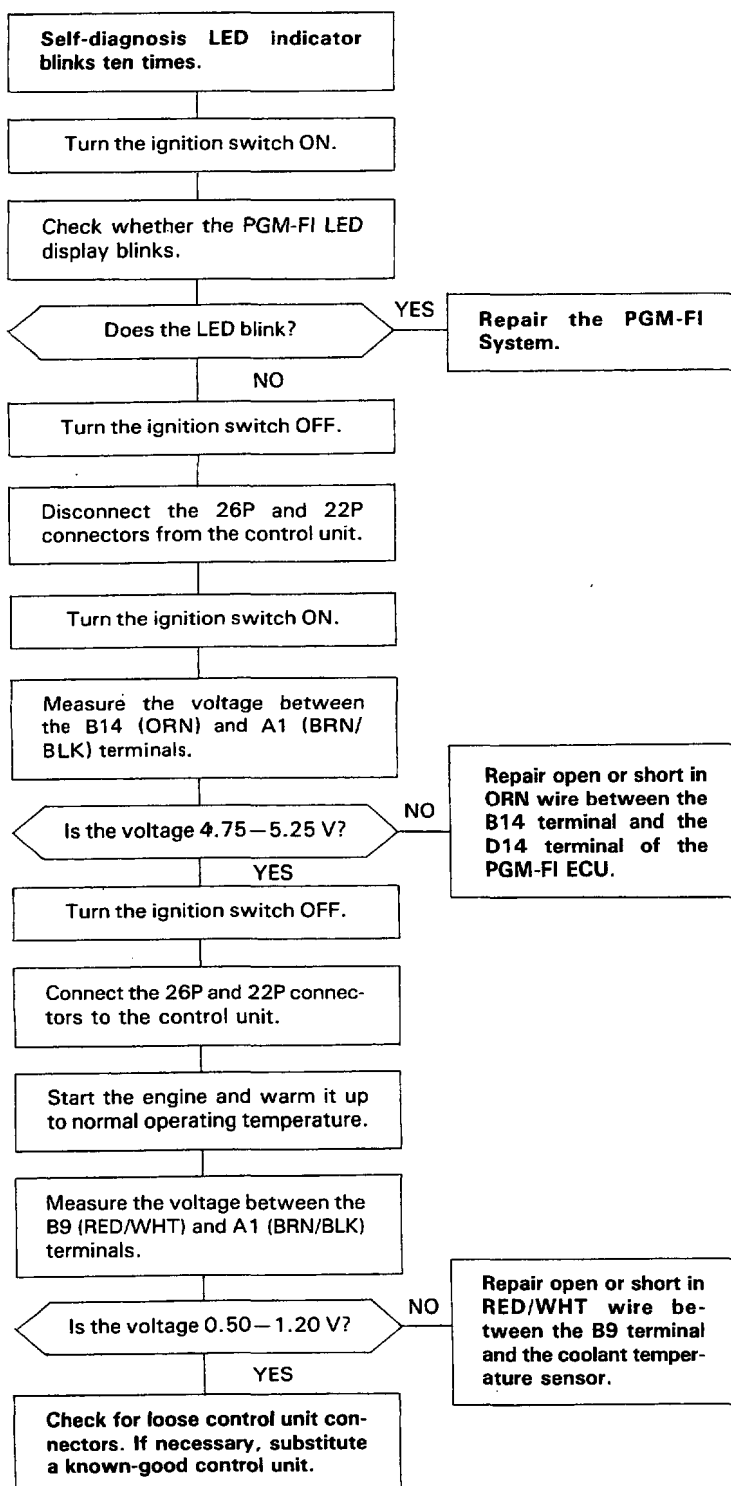 Self-diagnosis LED indicator
blinks ten times.
Turn the ignition switch ON.
Check whether the PGM-FI LED
display blinks.
Does the LED blink?
YES
Repair the PGM-FI
System.
NO
Turn the ignition switch OFF.
Disconnect the 26P and 22P
connectors from the control unit.
Turn the ignition switch ON.
Measure the voltage between
the B14 (ORN) and A1 (BRN/
BLK) terminals.
Is the voltage 4.75–5.25 V?
NO
Repair open or short in
ORN wire between the
B14 terminal and the
D14 terminal of the
PGM-FI ECU.
YES
Turn the ignition switch OFF.
Connect the 26P and 22P connec-
tors to the control unit.
Start the engine and warm it up
to normal operating temperature.
Measure the voltage between the
B9 (RED/WHT) and A1 (BRN/BLK)
terminals.
Is the voltage 0.50–1.20 V?
NO
Repair open or short in
RED/WHT wire be-
tween the B9 terminal
and the coolant temper-
ature sensor.
YES
Check for loose control unit con-
nectors. If necessary, substitute
a known-good control unit.